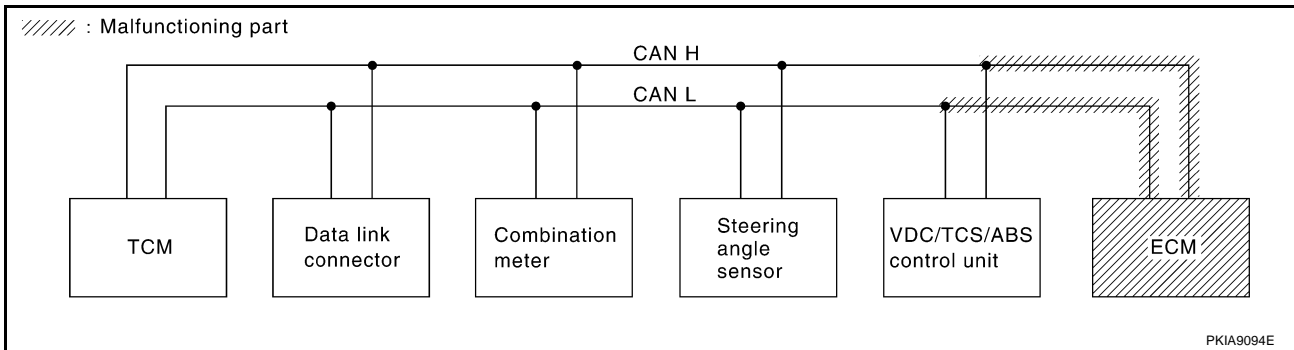 : Malfunctioning part
CAN H
CAN L
TCM
Data link
connector
Combination
meter
Steering
angle
sensor
VDC/TCS/ABS
control unit
ECM
PKIA9094E